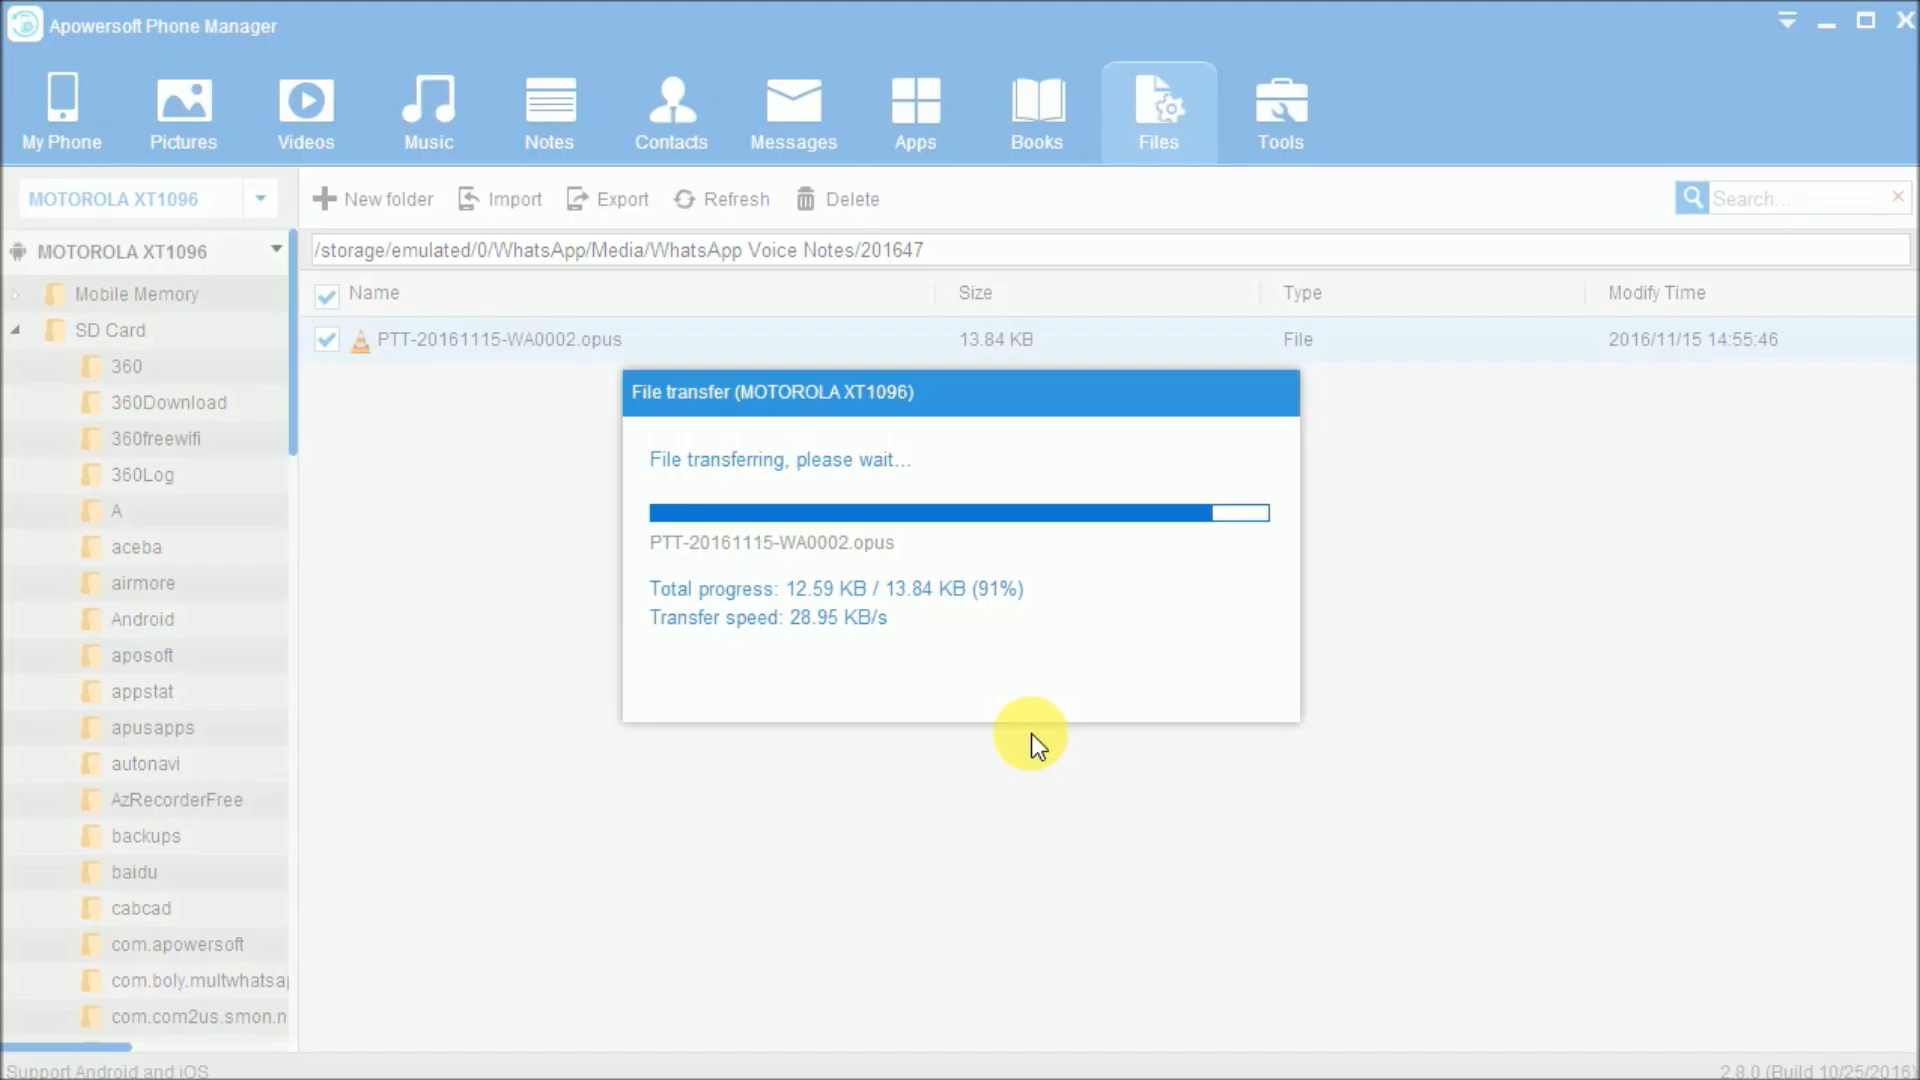 Apowersoft Phone Manager
My Phone
Pictures
Videos
Music
Notes
Contacts
Messages
Apps
Books
Files
Tools
MOTOROLA XT1096
New folder
Import
Export
Refresh
Delete
Search...
MOTOROLA XT1096
/storage/emulated/0/WhatsApp/Media/WhatsApp Voice Notes/201647
Name Size Type Modify Time
PTT-20161115-WA0002.opus 13.84 KB File 2016/11/15 14:55:46
Mobile Memory
SD Card
360
360Download
360freewifi
360Log
A
aceba
airmore
Android
aposoft
appstat
apusapps
autonavi
AzRecorderFree
backups
baidu
cabcad
com.apowersoft
com.boly.multwhatsa
com.com2us.smon.n
File transfer (MOTOROLA XT1096)
File transferring, please wait...
PTT-20161115-WA0002.opus
Total progress: 12.59 KB / 13.84 KB (91%)
Transfer speed: 28.95 KB/s
Support Android and iOS
2.8.0 (Build 10/25/2016)